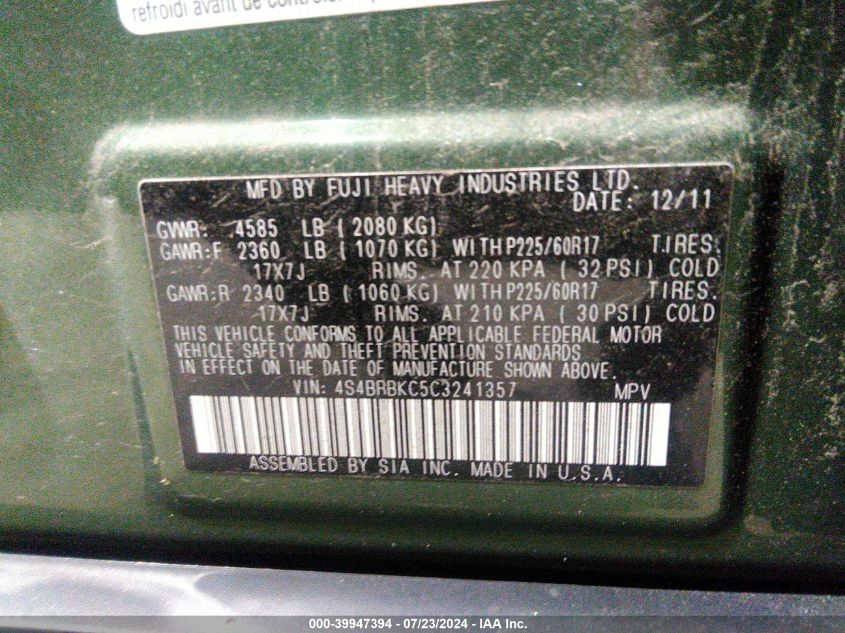 refroidi avant de
MFD BY FUJI HEAVY INDUSTRIES LTD.
DATE: 12/11
GVWR: 4585 LB ( 2080 KG)
GAWR:F 2360 LB ( 1070 KG) WITH P225/60R17 TIRES:
17X7J RIMS. AT 220 KPA ( 32 PSI) COLD
GAWR:R 2340 LB ( 1060 KG) WITH P225/60R17 TIRES.
17X7J RIMS. AT 210 KPA ( 30 PSI) COLD
THIS VEHICLE CONFORMS TO ALL APPLICABLE FEDERAL MOTOR
VEHICLE SAFETY AND THEFT PREVENTION STANDARDS
IN EFFECT ON THE DATE OF MANUFACTURE SHOWN ABOVE.
VIN: 4S4BRBKC5C3241357 MPV
ASSEMBLED BY SIA INC. MADE IN U.S.A.
000-39947394 - 07/23/2024 - IAA Inc.